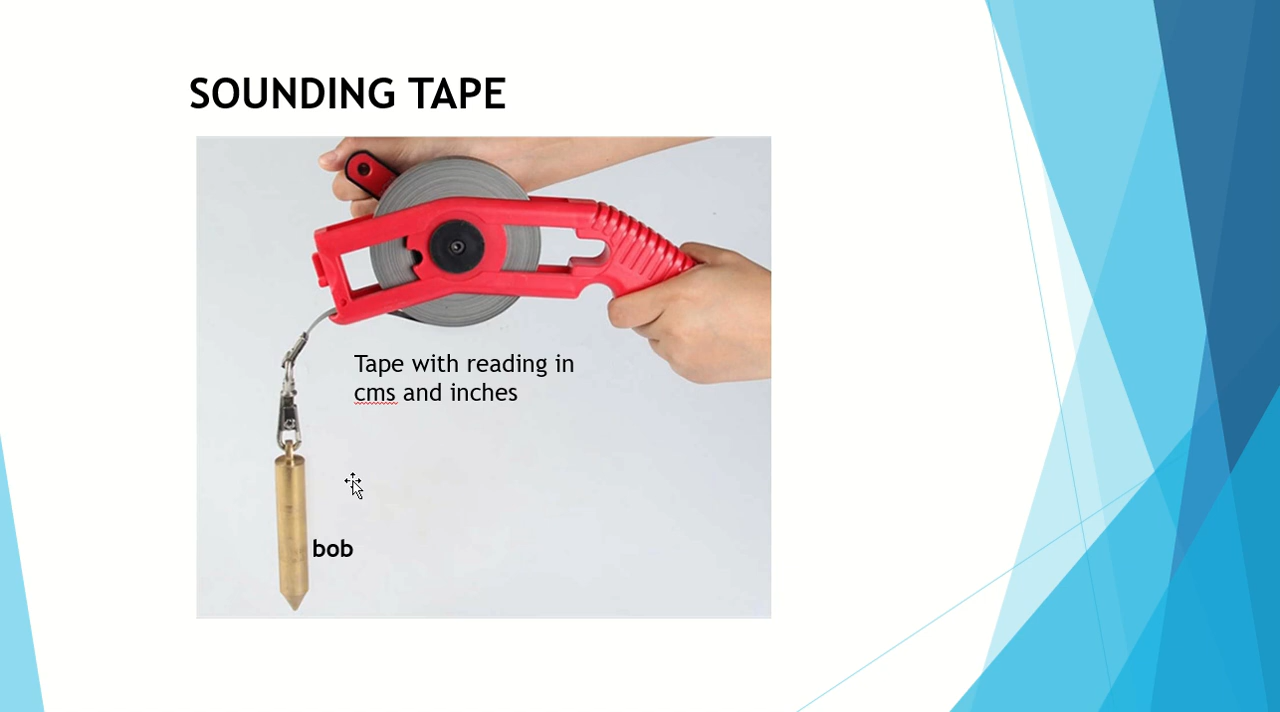 SOUNDING TAPE
Tape with reading in
cms and inches
bob